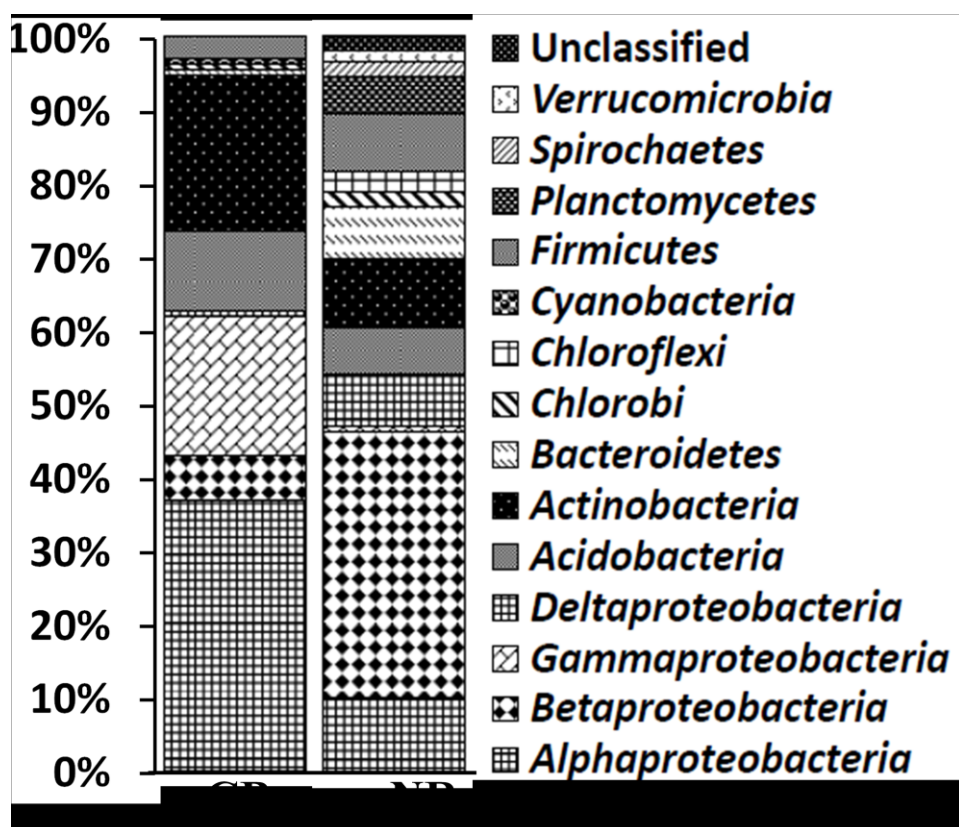 100%
90%
80%
70%
60%
50%
40%
30%
20%
10%
0%
Unclassified
Verrucomicrobia
Spirochaetes
Planctomycetes
Firmicutes
Cyanobacteria
Chloroflexi
Chlorobi
Bacteroidetes
Actinobacteria
Acidobacteria
Deltaproteobacteria
Gammaproteobacteria
Betaproteobacteria
Alphaproteobacteria